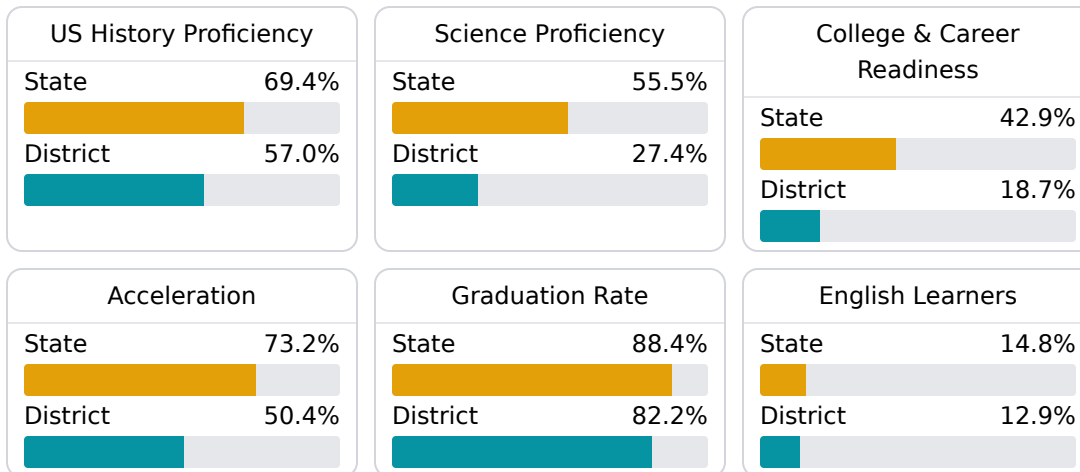 US History Proficiency
State 69.4%
District 57.0%
Science Proficiency
State 55.5%
District 27.4%
College & Career
Readiness
State 42.9%
District 18.7%
Acceleration
State 73.2%
District 50.4%
Graduation Rate
State 88.4%
District 82.2%
English Learners
State 14.8%
District 12.9%